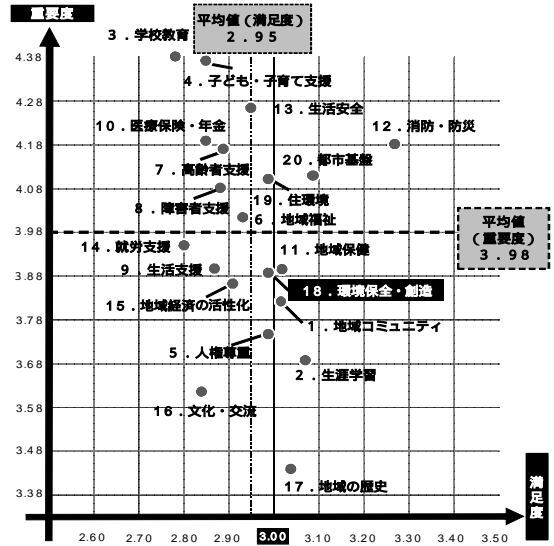 重要度
平均値（満足度）
２．９５
３．学校教育
4.38
４．子ども・子育て支援
4.28
１３．生活安全
１０．医療保険・年金
１２．消防・防災
4.18
２０．都市基盤
７．高齢者支援
4.08
１９．住環境
８．障害者支援
６．地域福祉
平均値
（重要度）
３．９８
3.98
１４．就労支援
１１．地域保健
９．生活支援
3.88
１８．環境保全・創造
１５．地域経済の活性化
3.78
１．地域コミュニティ
５．人権尊重
3.68
２．生涯学習
3.58
１６．文化・交流
3.48
１７．地域の歴史
3.38
満足度
2.60 2.70 2.80 2.90 3.00 3.10 3.20 3.30 3.40 3.50